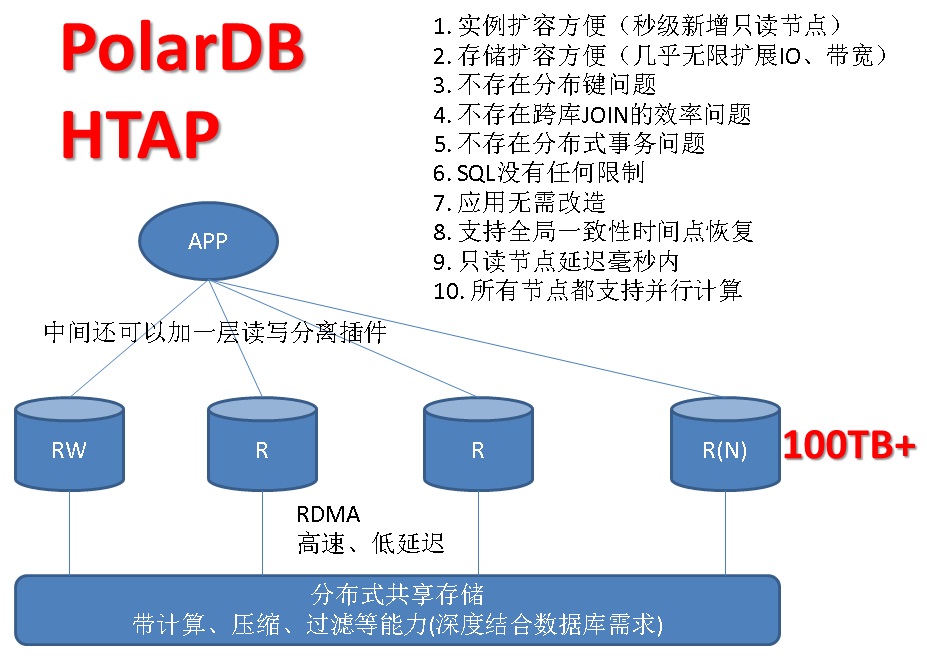 PolarDB
HTAP
1. 实例扩容方便（秒级新增只读节点）
2. 存储扩容方便（几乎无限扩展IO、带宽）
3. 不存在分布键问题
4. 不存在跨库JOIN的效率问题
5. 不存在分布式事务问题
6. SQL没有任何限制
7. 应用无需改造
8. 支持全局一致性时间点恢复
9. 只读节点延迟毫秒内
10. 所有节点都支持并行计算
APP
中间还可以加一层读写分离插件
RW
R
R
R(N)
100TB+
RDMA
高速、低延迟
分布式共享存储
带计算、压缩、过滤等能力(深度结合数据库需求)